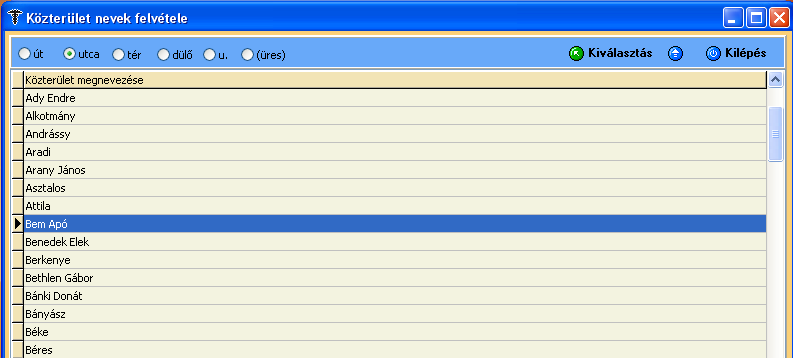 Közterület nevek felvétele
út utca tér dülő u. (üres) Kiválasztás Kilépés
Közterület megnevezése
Ady Endre
Alkotmány
Andrássy
Aradi
Arany János
Asztalos
Attila
Bem Apó
Benedek Elek
Berkenye
Bethlen Gábor
Bánki Donát
Bányász
Béke
Béres